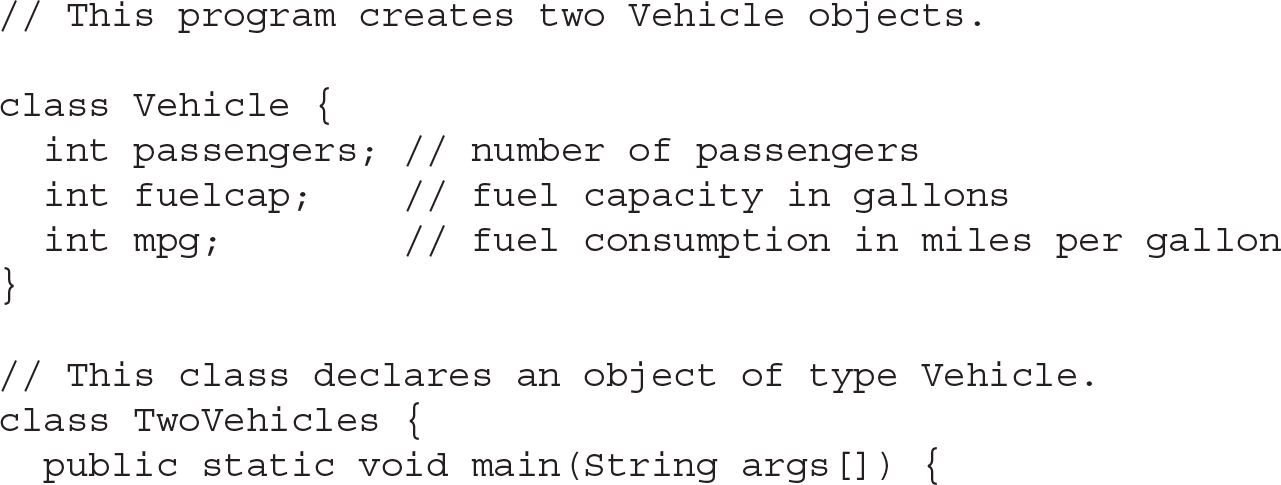 // This program creates two Vehicle objects.

class Vehicle {
  int passengers; // number of passengers
  int fuelcap;    // fuel capacity in gallons
  int mpg;        // fuel consumption in miles per gallon
}

// This class declares an object of type Vehicle.
class TwoVehicles {
  public static void main(String args[]) {